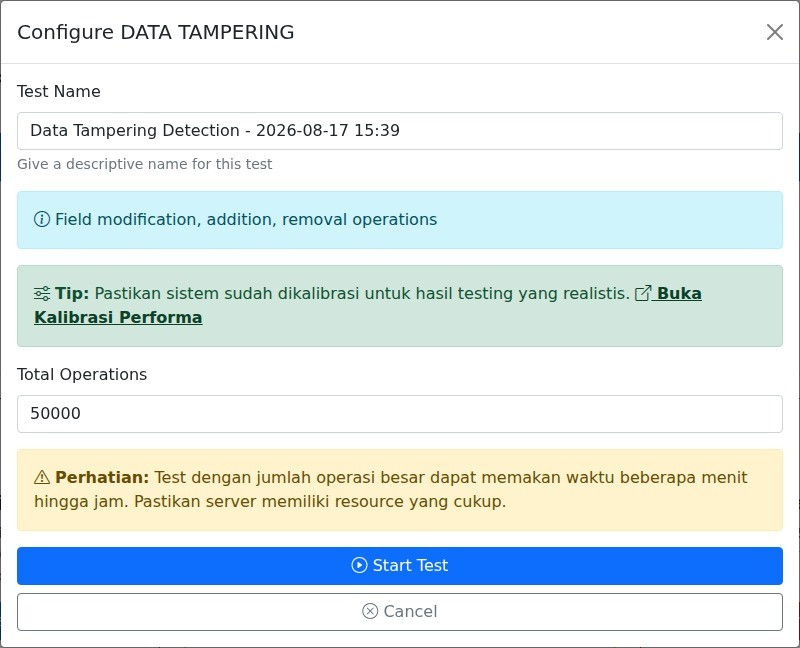 Configure DATA TAMPERING
Test Name
Data Tampering Detection - 2026-08-17 15:39
Give a descriptive name for this test
Field modification, addition, removal operations
Tip: Pastikan sistem sudah dikalibrasi untuk hasil testing yang realistis. Buka
Kalibrasi Performa
Total Operations
50000
Perhatian: Test dengan jumlah operasi besar dapat memakan waktu beberapa menit
hingga jam. Pastikan server memiliki resource yang cukup.
Start Test
Cancel